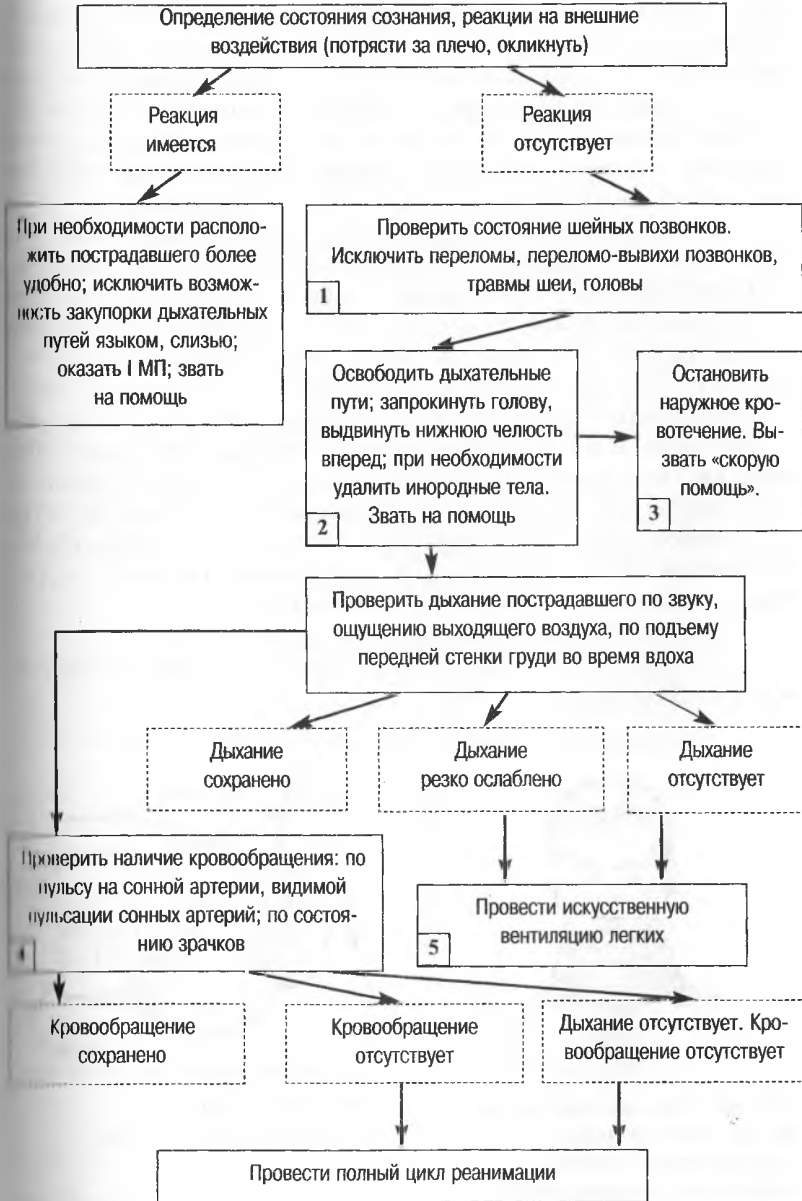 Определение состояния сознания, реакции на внешние
воздействия (потрясти за плечо, окликнуть)
Реакция
имеется
Реакция
отсутствует
При необходимости располо-
жить пострадавшего более
удобно; исключить возмож-
ность закупорки дыхательных
путей языком, слизью;
оказать I МП; звать
на помощь
Проверить состояние шейных позвонков.
Исключить переломы, переломо-вывихи позвонков,
травмы шеи, головы
1
Освободить дыхательные
пути; запрокинуть голову,
выдвинуть нижнюю челюсть
вперед; при необходимости
удалить инородные тела.
Звать на помощь
2
Остановить
наружное кро-
вотечение. Вы-
звать «скорую
помощь».
3
Проверить дыхание пострадавшего по звуку,
ощущению выходящего воздуха, по подъему
передней стенки груди во время вдоха
Дыхание
сохранено
Дыхание
резко ослаблено
Дыхание
отсутствует
Проверить наличие кровообращения: по
пульсу на сонной артерии, видимой
пульсации сонных артерий; по состоя-
нию зрачков
4
Провести искусственную
вентиляцию легких
5
Кровообращение
сохранено
Кровообращение
отсутствует
Дыхание отсутствует. Кро-
вообращение отсутствует
Провести полный цикл реанимации